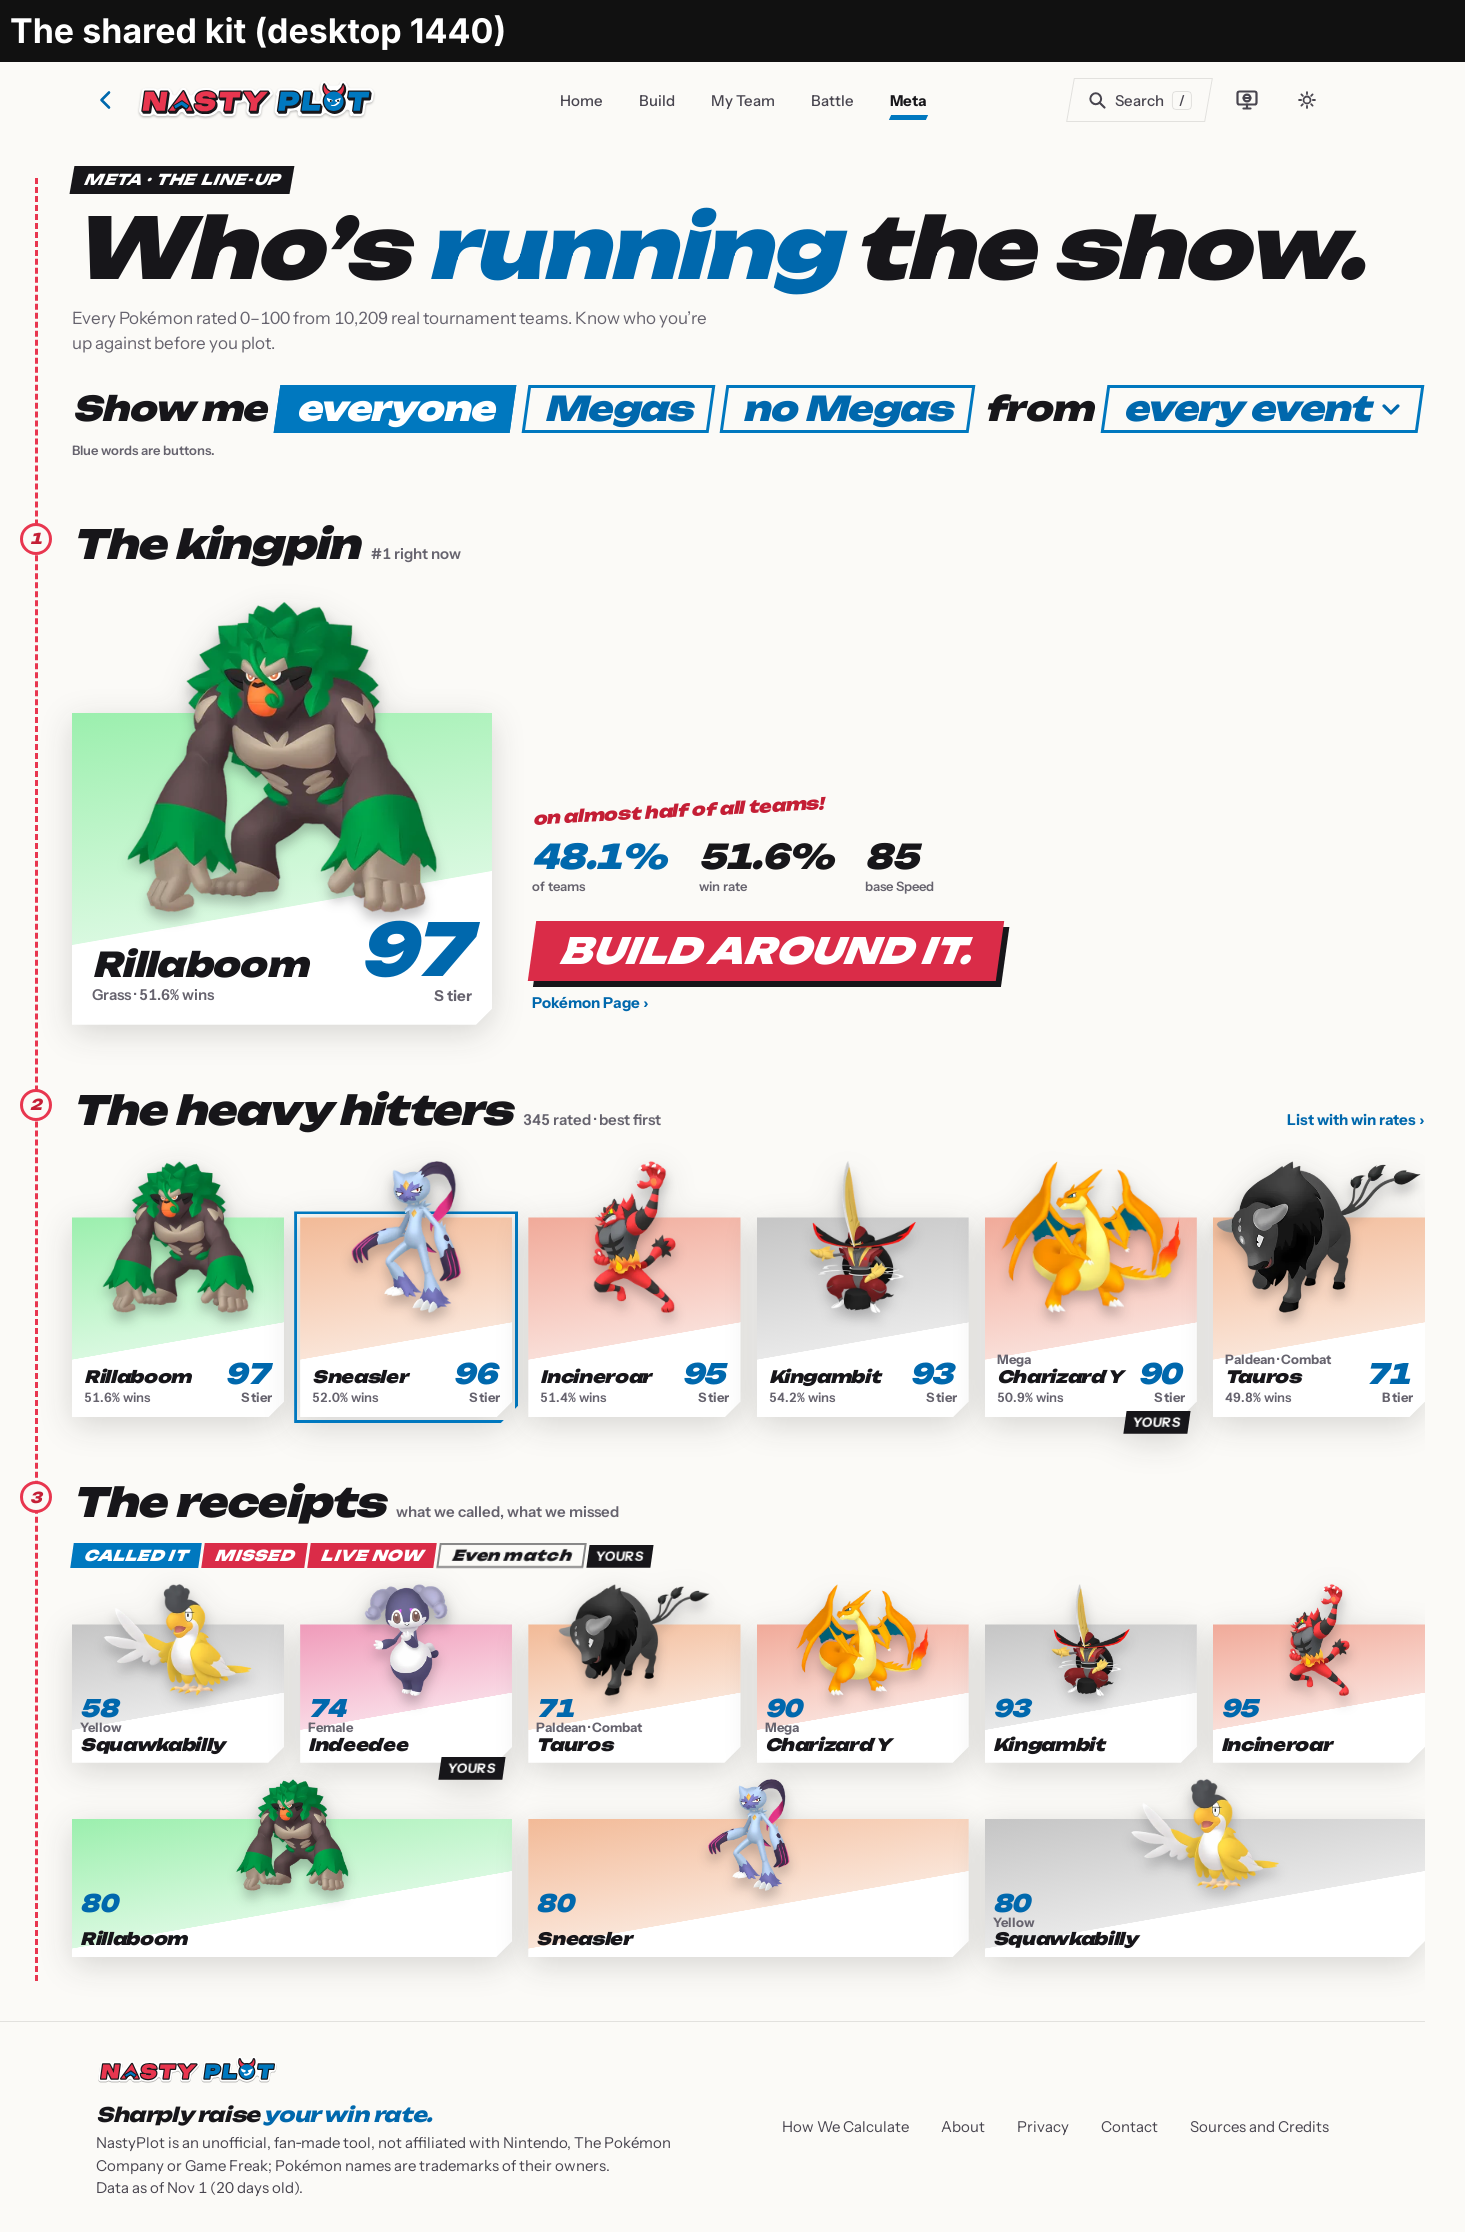 The shared kit (desktop 1440)
NASTY PLOT
Home Build My Team Battle Meta
Search /
META · THE LINE-UP
Who’s running the show.
Every Pokémon rated 0–100 from 10,209 real tournament teams. Know who you’re
up against before you plot.
Show me everyone Megas no Megas from every event
Blue words are buttons.
1
The kingpin #1 right now
on almost half of all teams!
48.1% 51.6% 85
of teams win rate base Speed
Rillaboom 97
Grass · 51.6% wins S tier
BUILD AROUND IT.
Pokémon Page ›
2
The heavy hitters 345 rated · best first
List with win rates ›
Rillaboom 97
51.6% wins S tier
Sneasler 96
52.0% wins S tier
Incineroar 95
51.4% wins S tier
Kingambit 93
54.2% wins S tier
Mega
Charizard Y 90
50.9% wins S tier
YOURS
Paldean · Combat
Tauros 71
49.8% wins B tier
3
The receipts what we called, what we missed
CALLED IT MISSED LIVE NOW Even match YOURS
58
Yellow
Squawkabilly
74
Female
Indeedee
YOURS
71
Paldean · Combat
Tauros
90
Mega
Charizard Y
93
Kingambit
95
Incineroar
80
Rillaboom
80
Sneasler
80
Yellow
Squawkabilly
NASTY PLOT
Sharply raise your win rate.
NastyPlot is an unofficial, fan-made tool, not affiliated with Nintendo, The Pokémon
Company or Game Freak; Pokémon names are trademarks of their owners.
Data as of Nov 1 (20 days old).
How We Calculate About Privacy Contact Sources and Credits